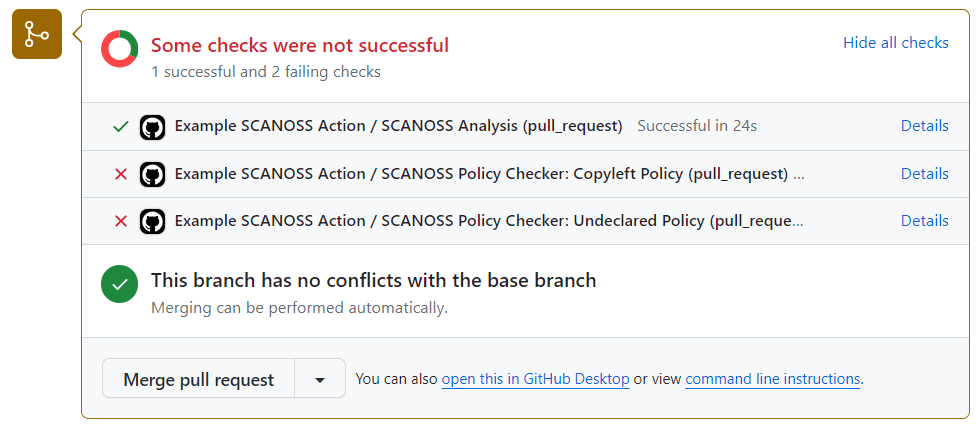 Some checks were not successful
Hide all checks
1 successful and 2 failing checks
Example SCANOSS Action / SCANOSS Analysis (pull_request) Successful in 24s Details
Example SCANOSS Action / SCANOSS Policy Checker: Copyleft Policy (pull_request) ... Details
Example SCANOSS Action / SCANOSS Policy Checker: Undeclared Policy (pull_reque... Details
This branch has no conflicts with the base branch
Merging can be performed automatically.
Merge pull request
You can also open this in GitHub Desktop or view command line instructions.